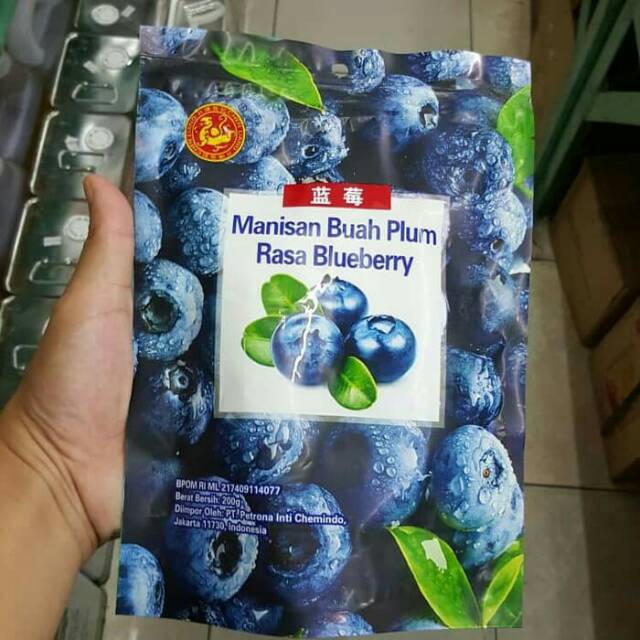 蓝莓
Manisan Buah Plum
Rasa Blueberry
BPOM RI ML 217409114077
Berat Bersih: 200g
Diimpor Oleh: PT. Petrona Inti Chemindo,
Jakarta 11730, Indonesia